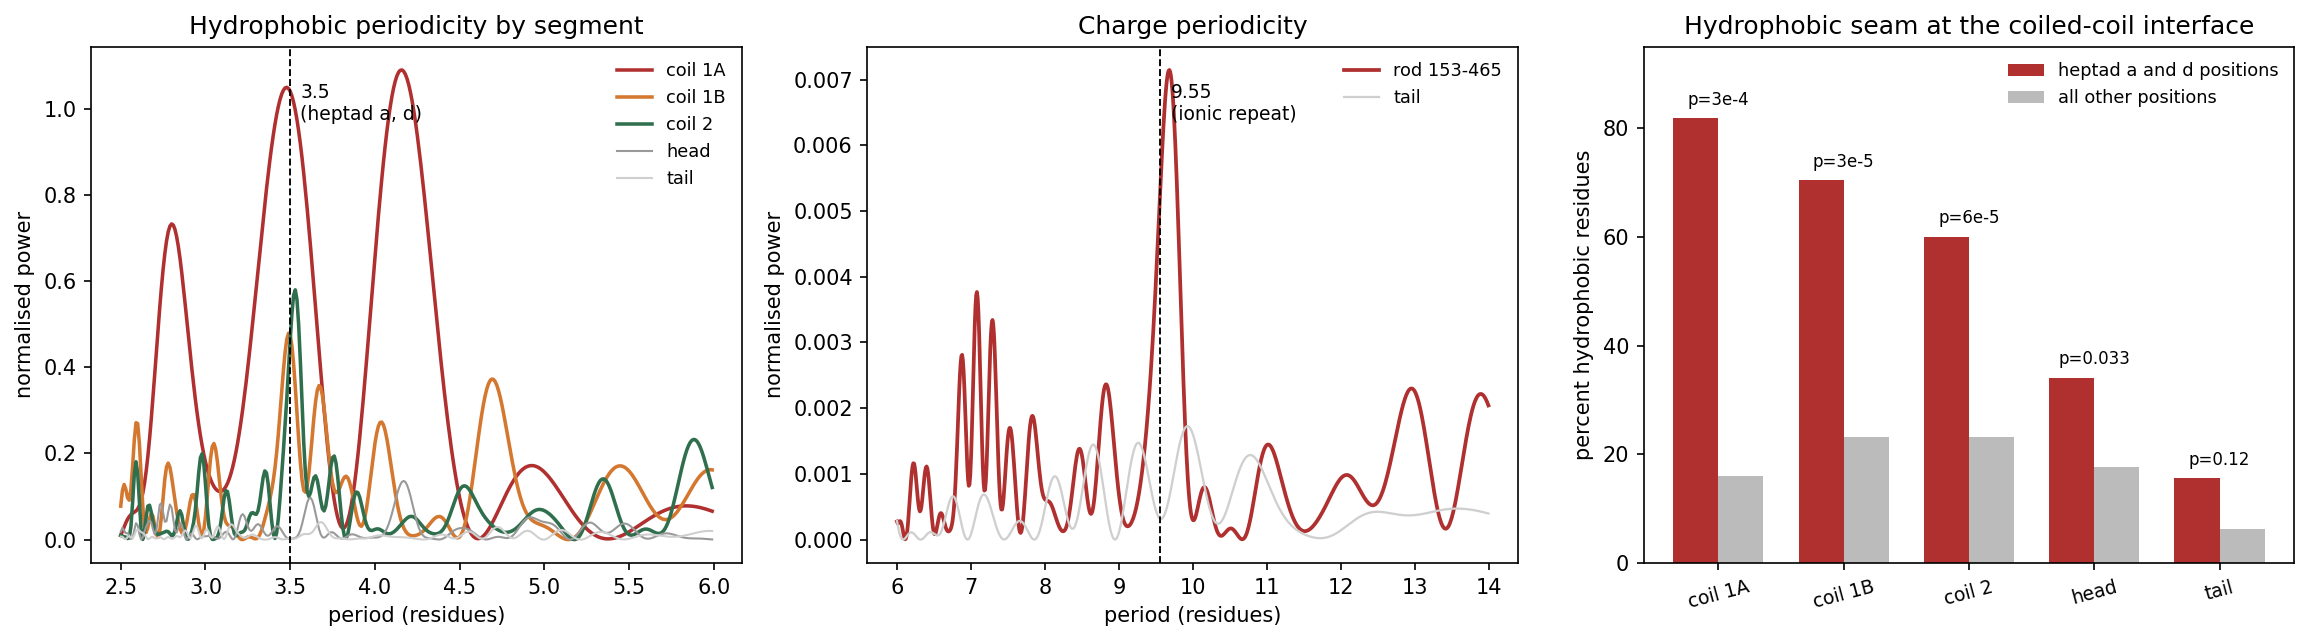 Hydrophobic periodicity by segment
normalised power
1.0
0.8
0.6
0.4
0.2
0.0
2.5 3.0 3.5 4.0 4.5 5.0 5.5 6.0
period (residues)
3.5
(heptad a, d)
coil 1A
coil 1B
coil 2
head
tail
Charge periodicity
normalised power
0.007
0.006
0.005
0.004
0.003
0.002
0.001
0.000
6 7 8 9 10 11 12 13 14
period (residues)
9.55
(ionic repeat)
rod 153-465
tail
Hydrophobic seam at the coiled-coil interface
percent hydrophobic residues
80
60
40
20
0
p=3e-4
p=3e-5
p=6e-5
p=0.033
p=0.12
heptad a and d positions
all other positions
coil 1A coil 1B coil 2 head tail